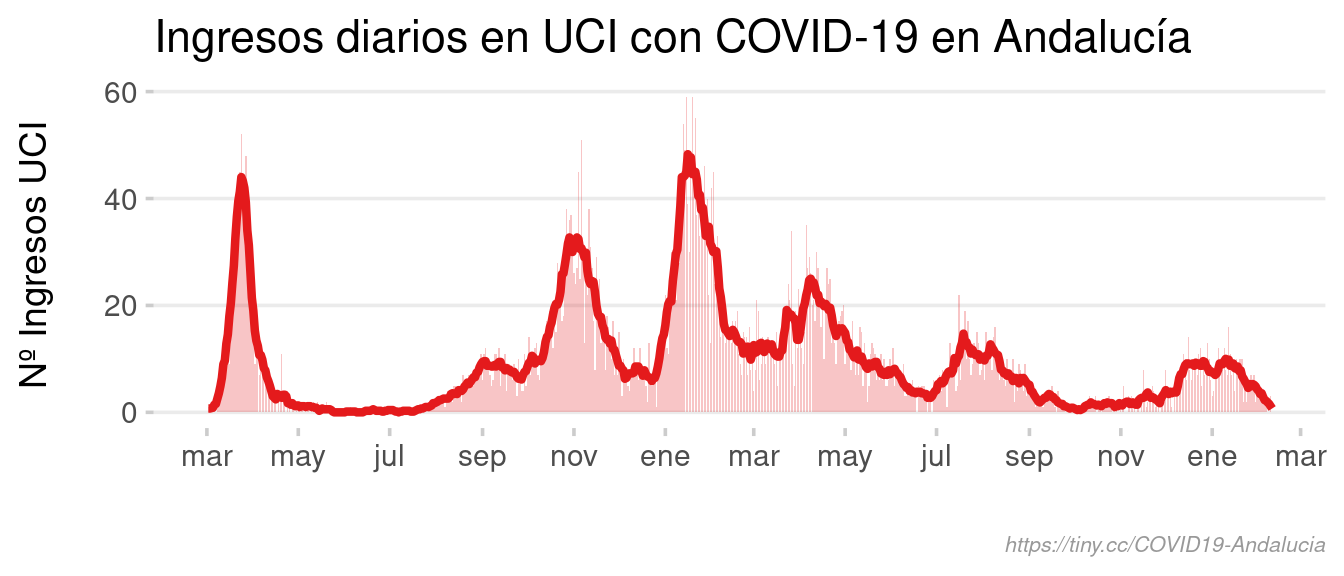 Ingresos diarios en UCI con COVID-19 en Andalucía
Nº Ingresos UCI
60
40
20
0
mar may jul sep nov ene mar may jul sep nov ene mar
https://tiny.cc/COVID19-Andalucia